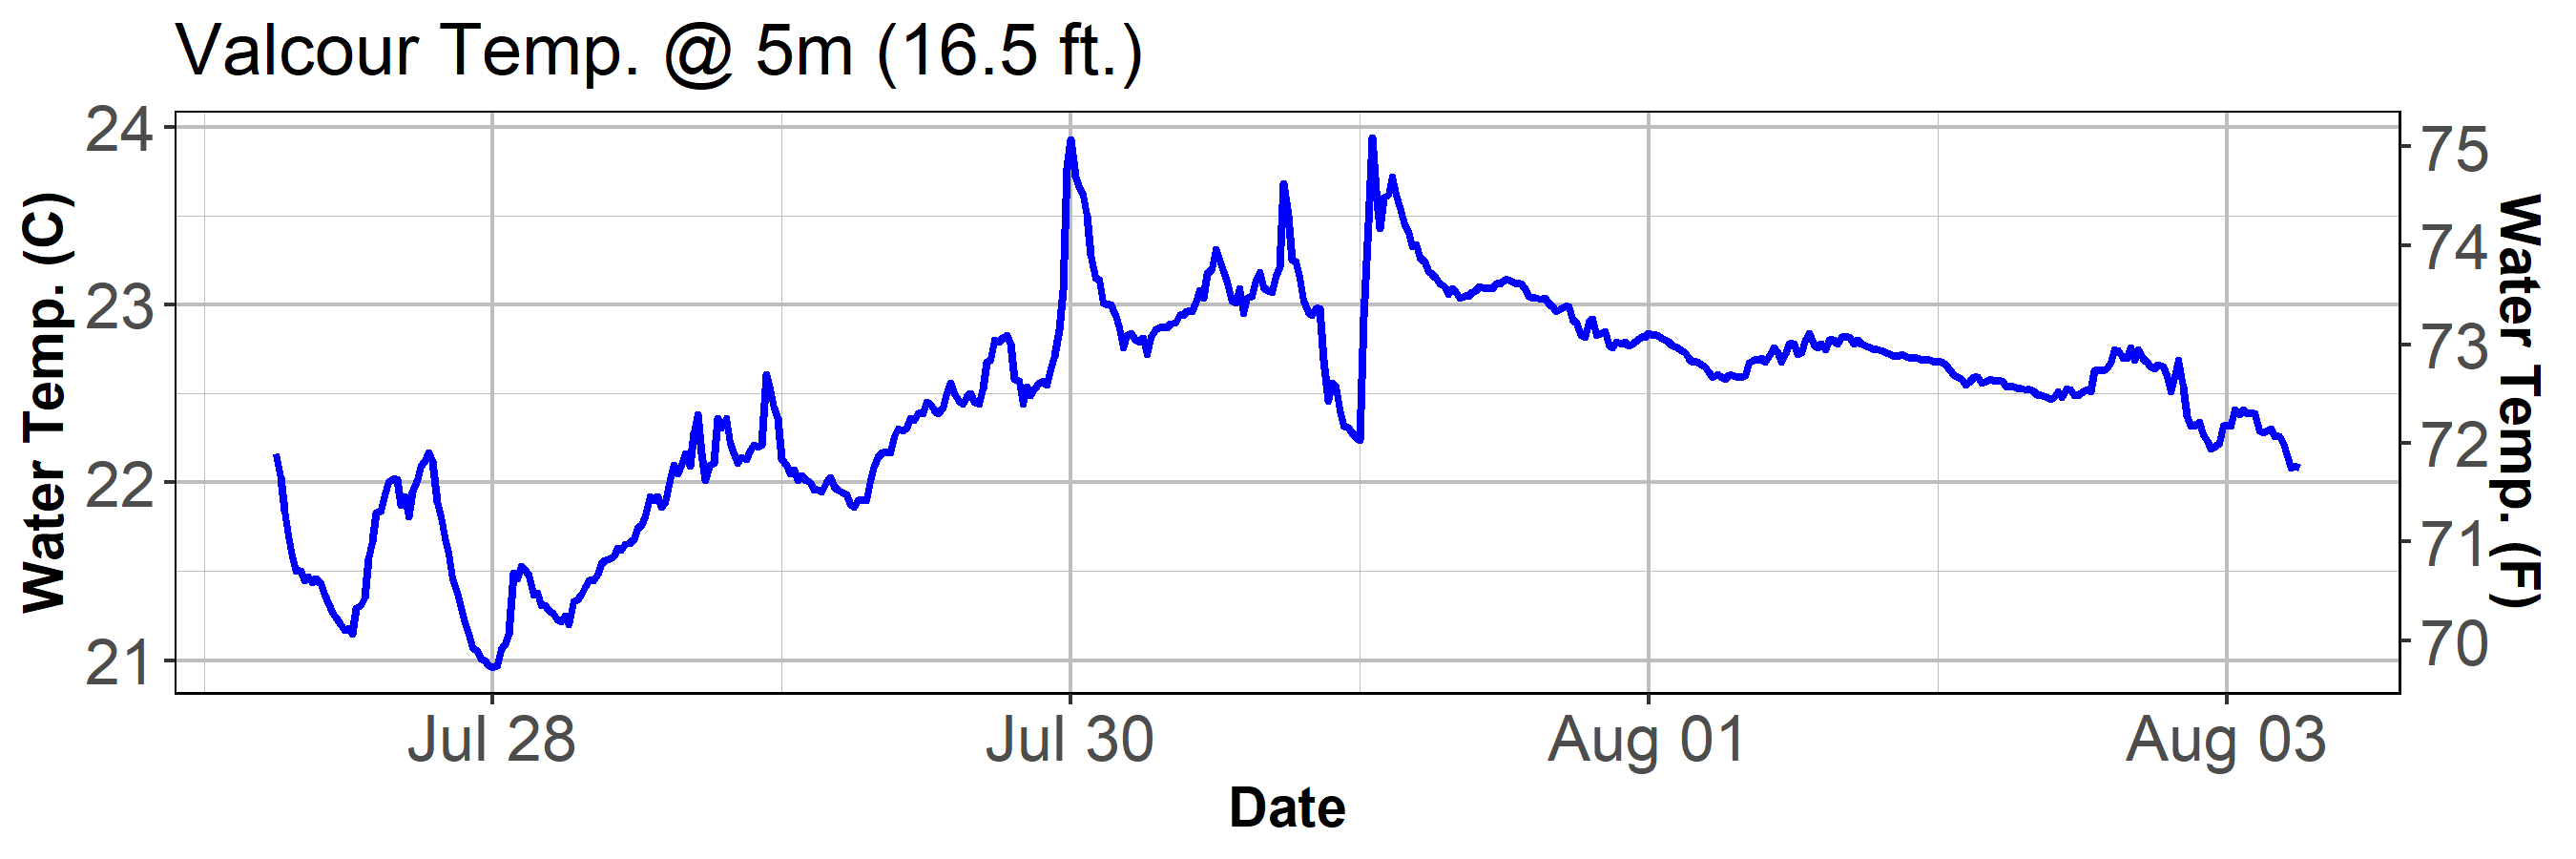 Valcour Temp. @ 5m (16.5 ft.)
Water Temp. (C)
24
23
22
21
75
74
73
72
71
70
Water Temp. (F)
Jul 28
Jul 30
Aug 01
Aug 03
Date